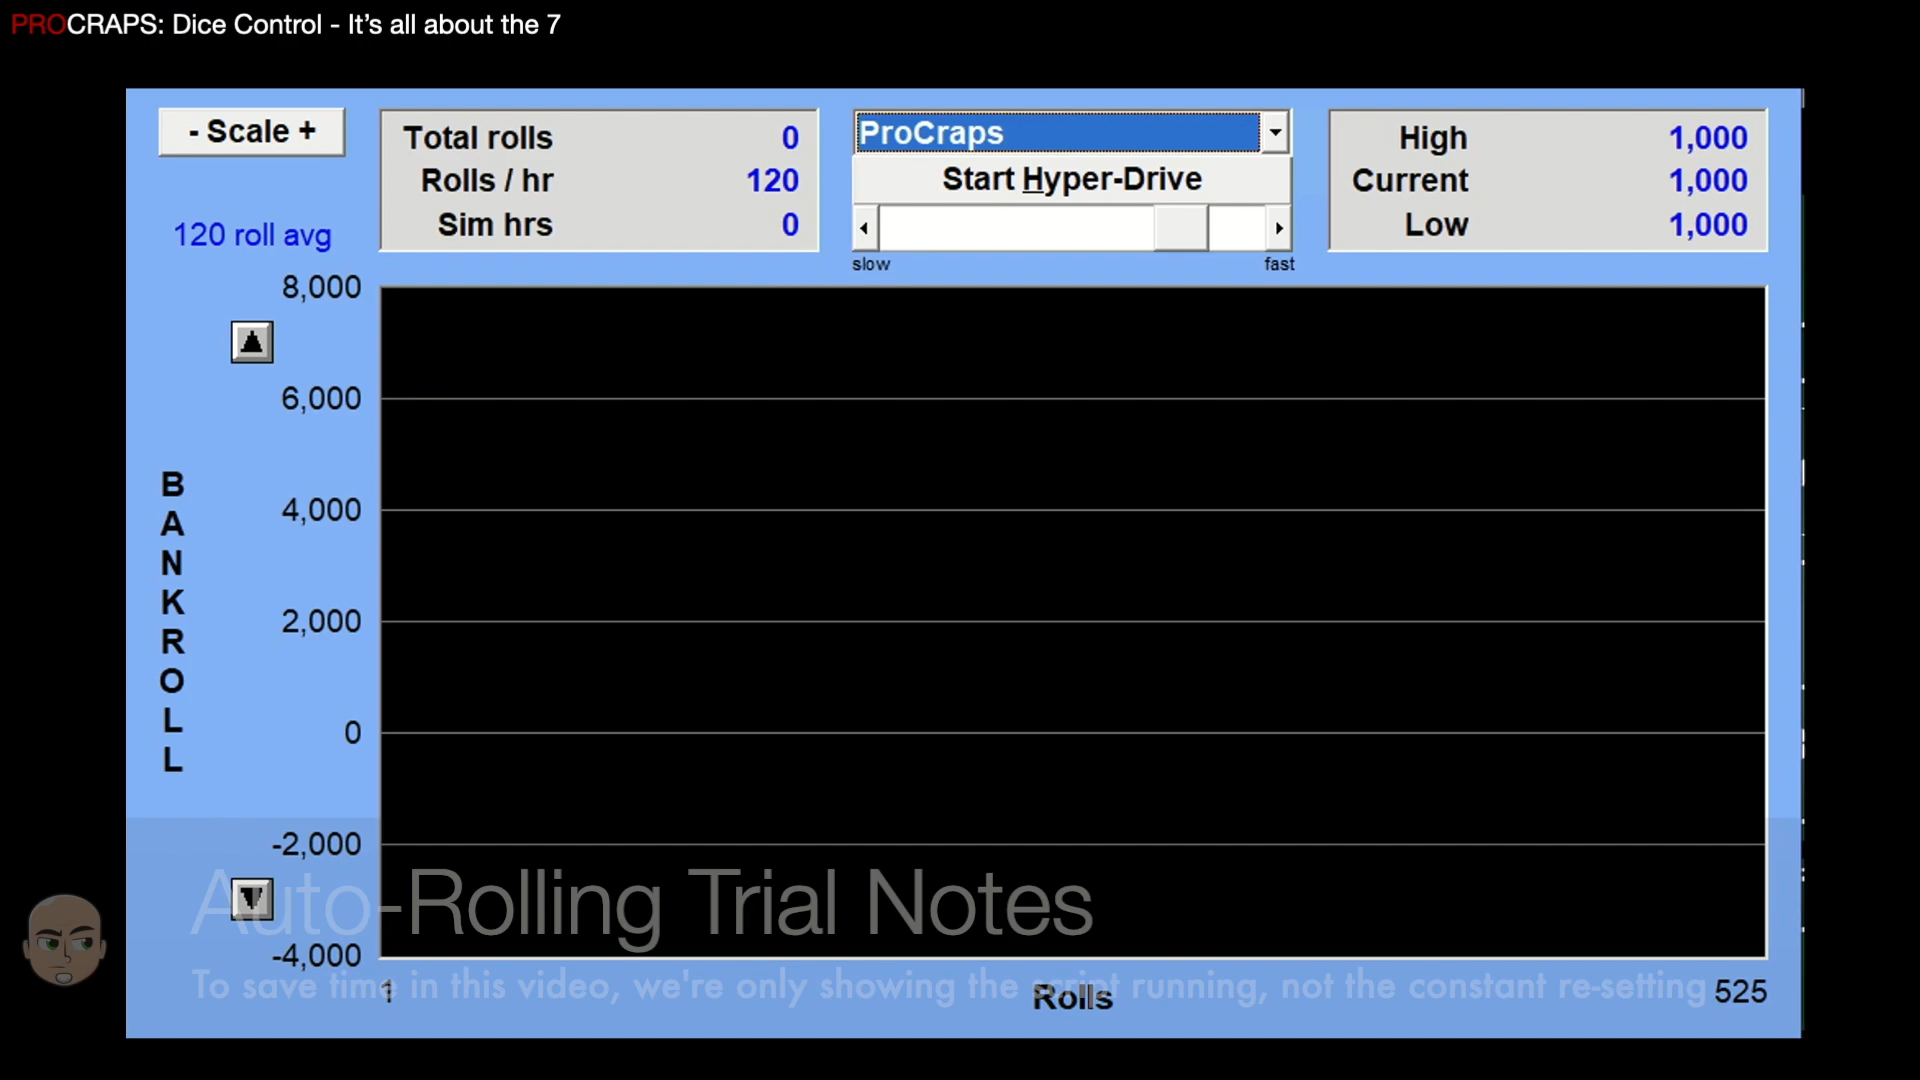 PROCRAPS: Dice Control - It's all about the 7
- Scale +
Total rolls 0
Rolls / hr 120
Sim hrs 0
ProCraps
Start Hyper-Drive
slow fast
High 1,000
Current 1,000
Low 1,000
120 roll avg
8,000
6,000
4,000
2,000
0
-2,000
-4,000
BANKROLL
Auto-Rolling Trial Notes
To save time in this video, we're only showing the script running, not the constant re-setting
1 Rolls 525